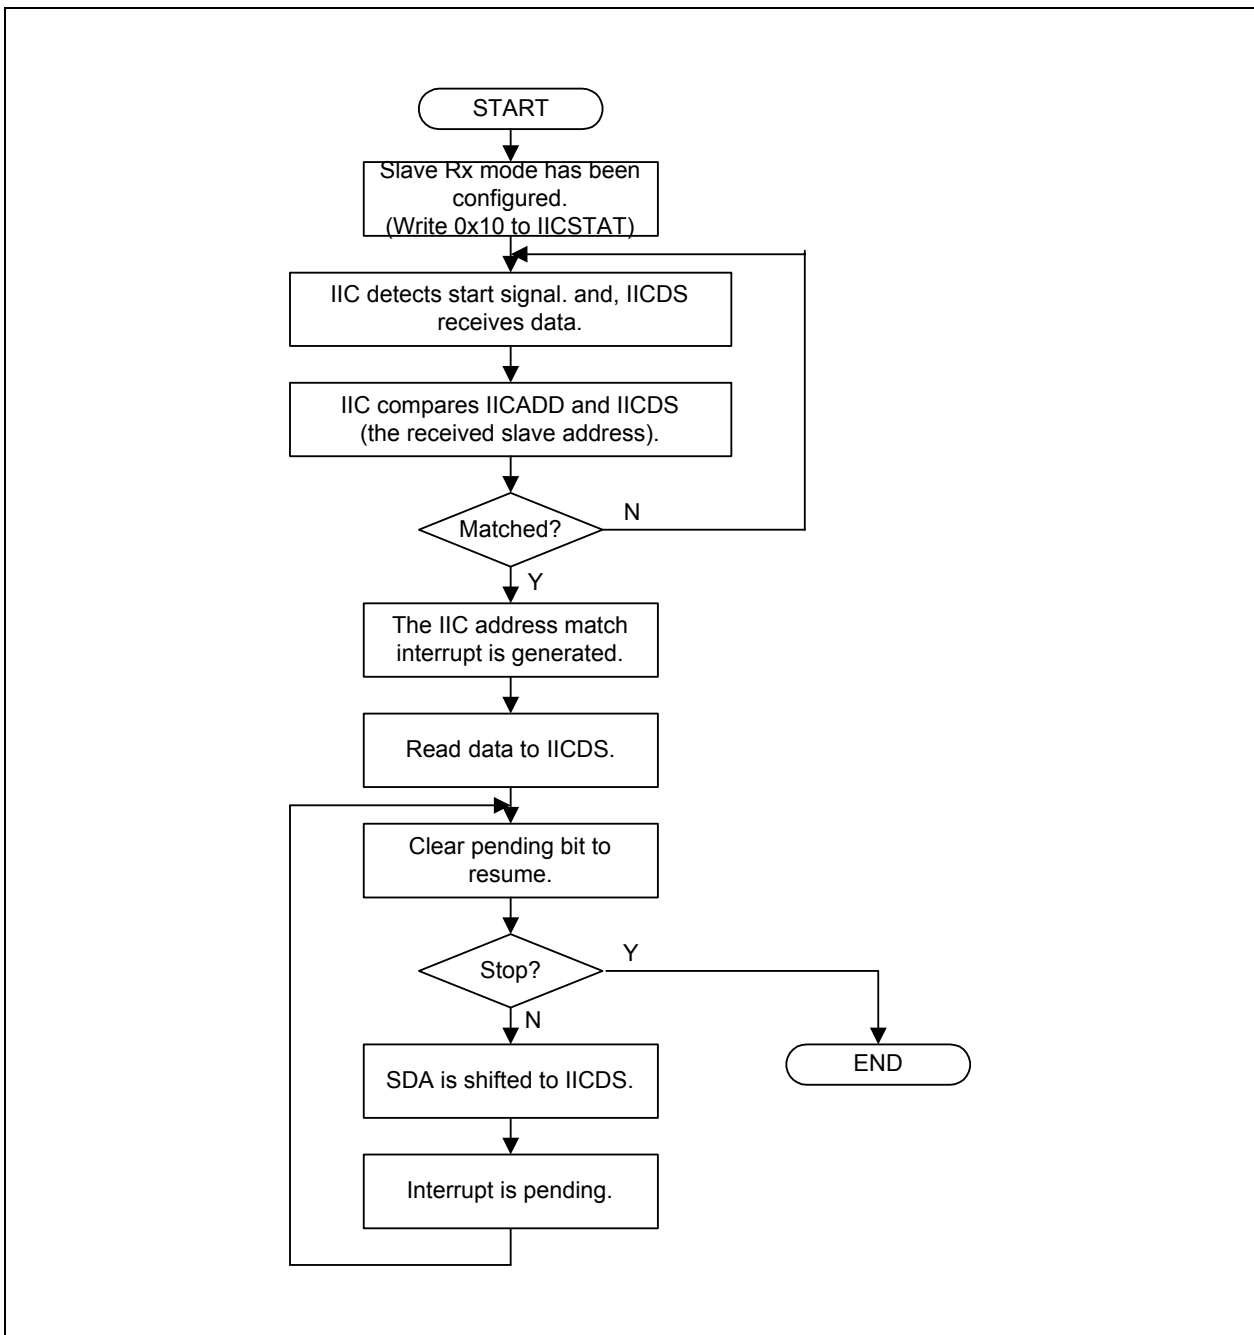 START
Slave Rx mode has been
configured.
(Write 0x10 to IICSTAT)
IIC detects start signal. and, IICDS
receives data.
IIC compares IICADD and IICDS
(the received slave address).
Matched?
N
Y
The IIC address match
interrupt is generated.
Read data to IICDS.
Clear pending bit to
resume.
Stop?
Y
N
SDA is shifted to IICDS.
END
Interrupt is pending.